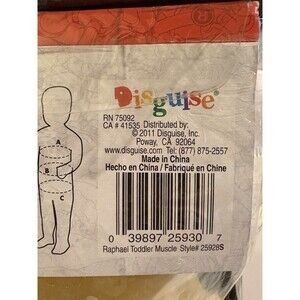 Disguise
RN 75092
CA # 41535 Distributed by:
© 2011 Disguise, Inc.
Poway, CA 92064
www.disguise.com Tel: (877) 875-2557
Made in China
Hecho en China / Fabriqué en Chine
A
B
C
0 39897 25930 7
Raphael Toddler Muscle Style# 25928S